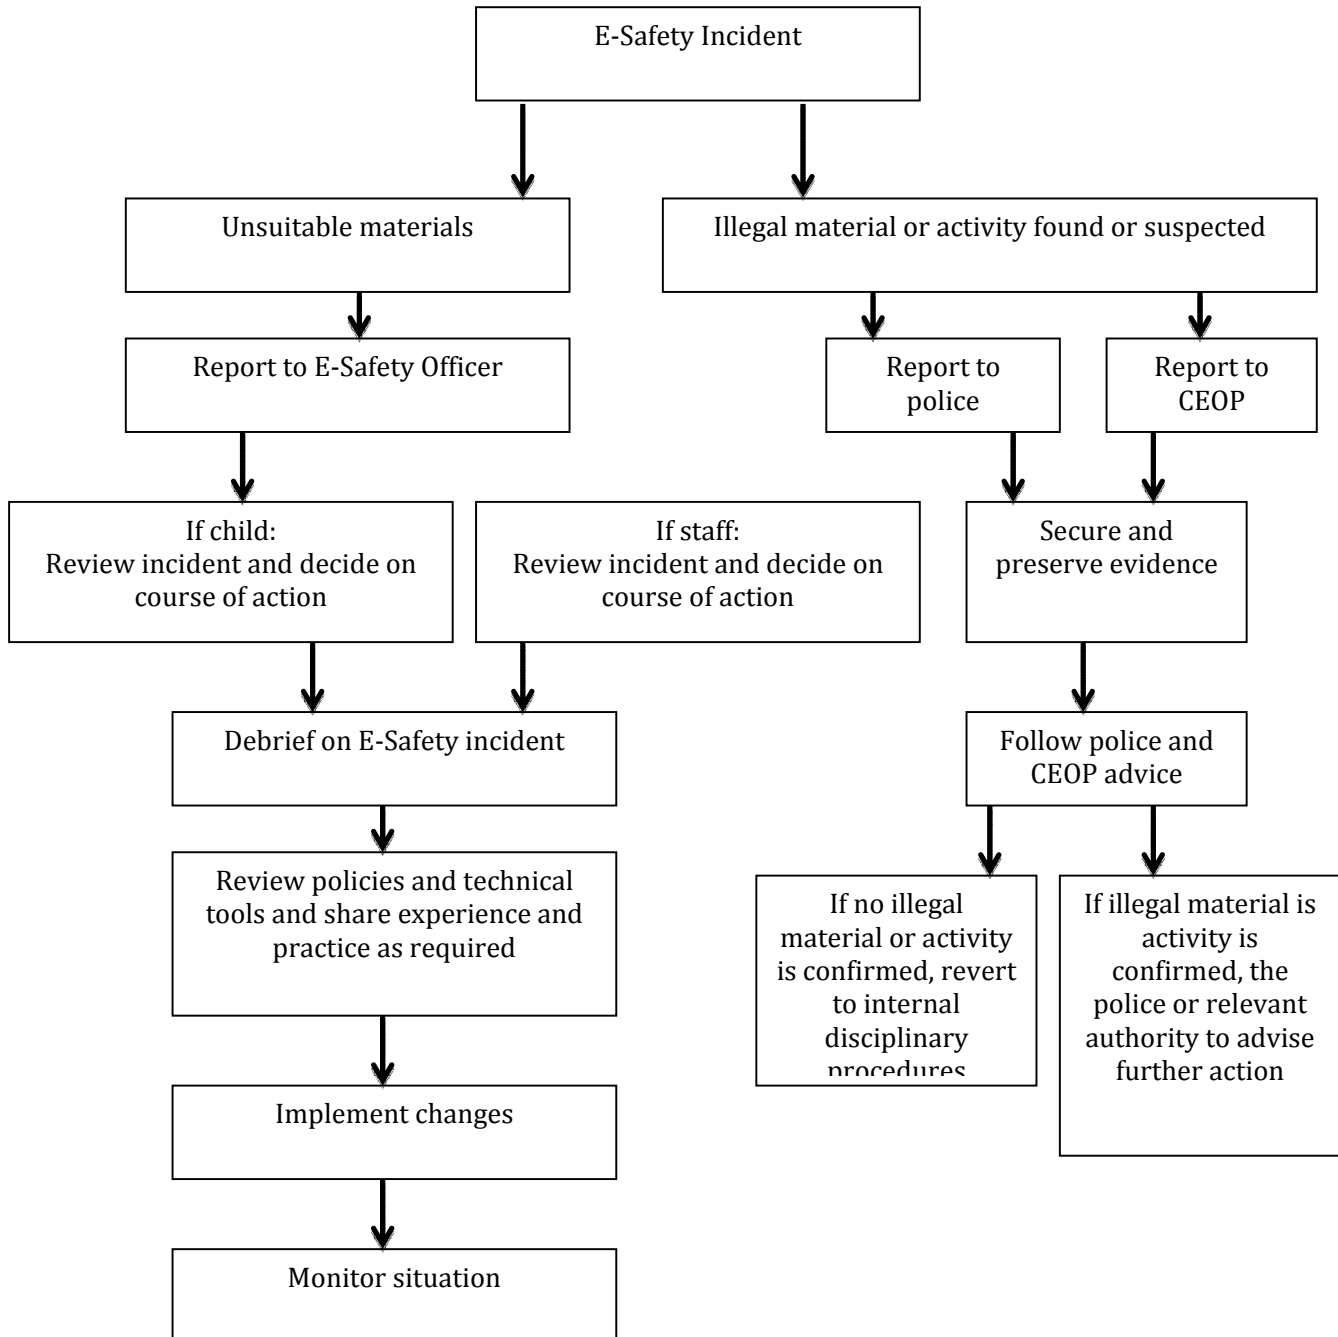 E-Safety Incident
Unsuitable materials
Illegal material or activity found or suspected
Report to E-Safety Officer
Report to
police
Report to
CEOP
If child:
Review incident and decide on
course of action
If staff:
Review incident and decide on
course of action
Secure and
preserve evidence
Debrief on E-Safety incident
Follow police and
CEOP advice
Review policies and technical
tools and share experience and
practice as required
If no illegal
material or activity
is confirmed, revert
to internal
disciplinary
procedures
If illegal material is
activity is
confirmed, the
police or relevant
authority to advise
further action
Implement changes
Monitor situation